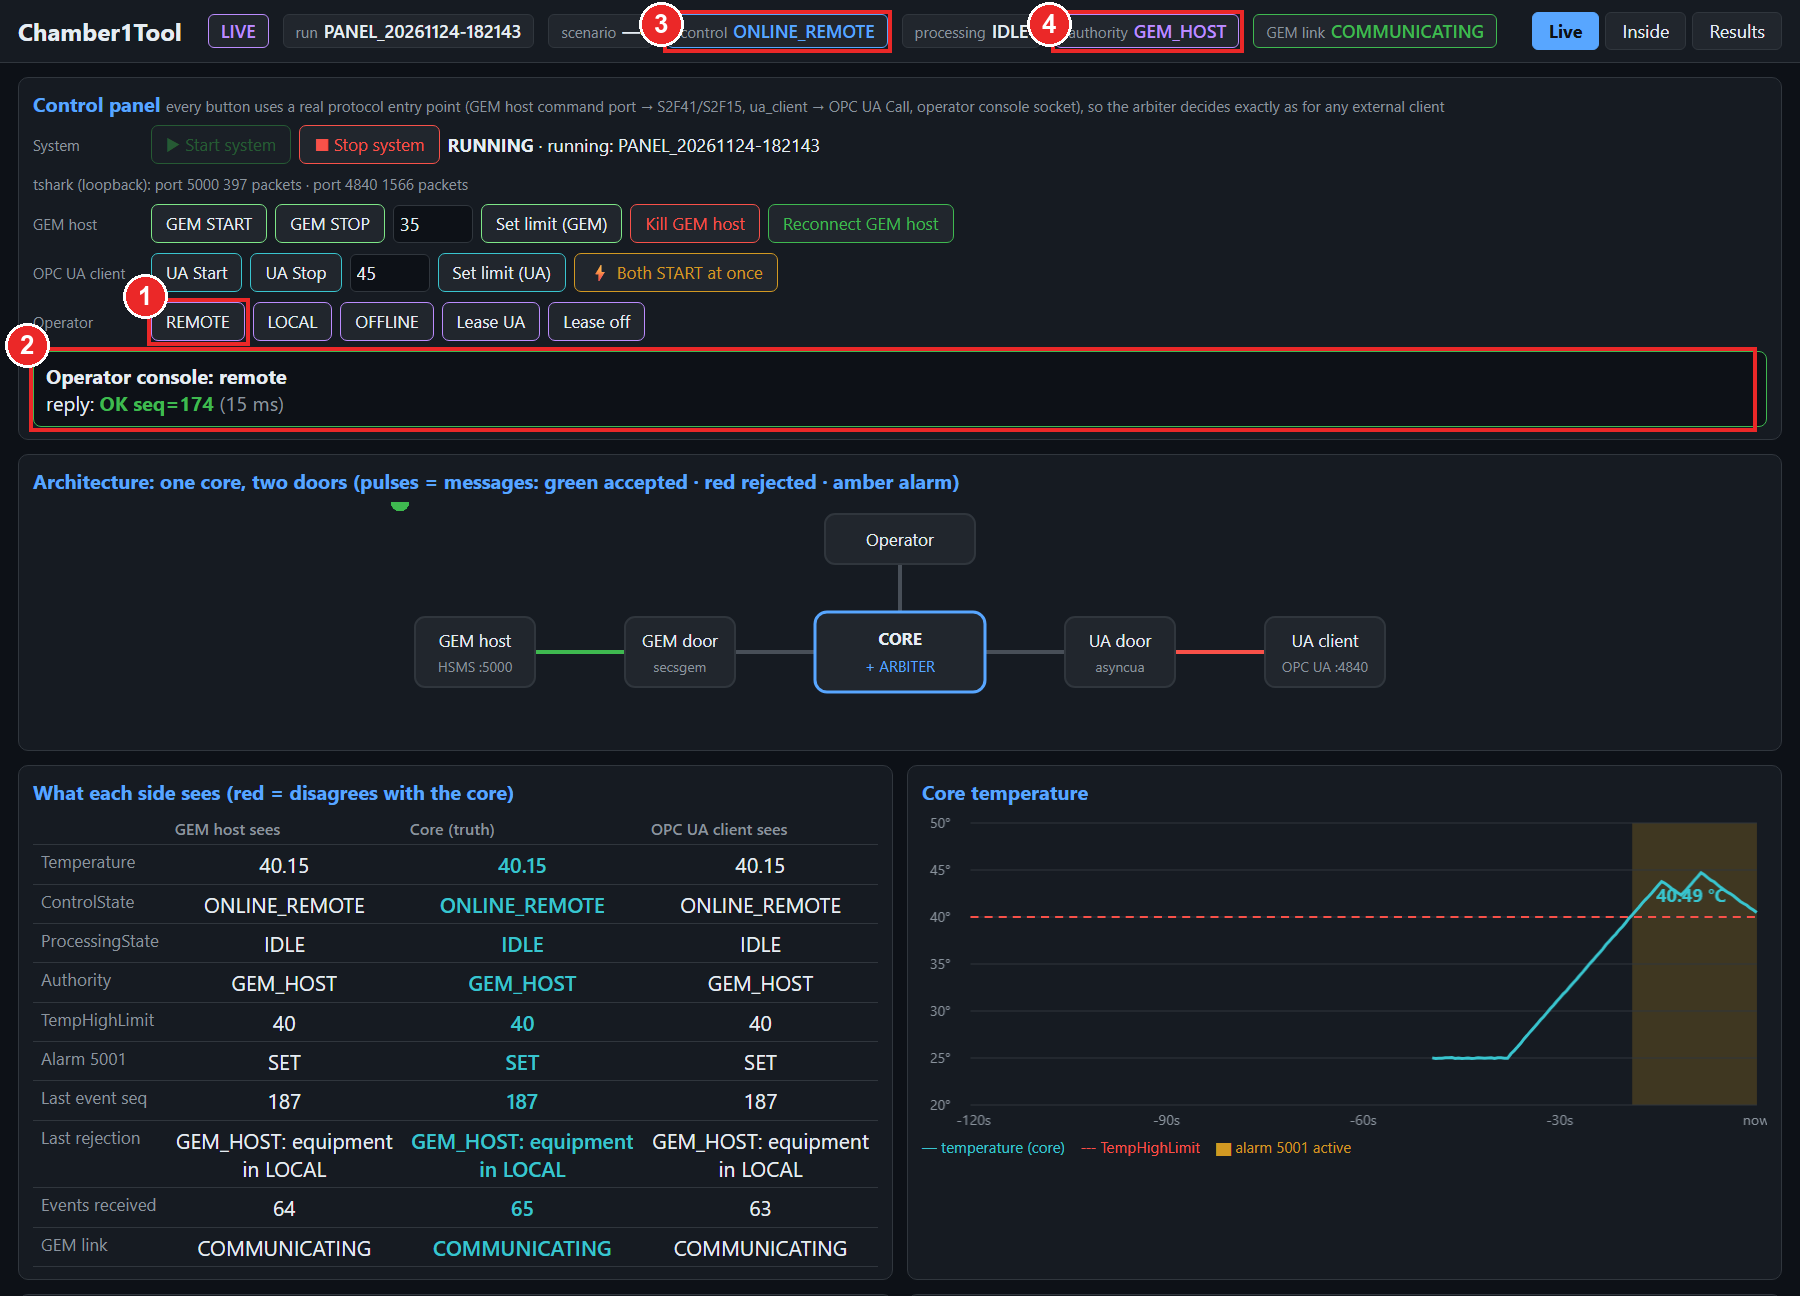 Chamber1Tool LIVE run PANEL_20261124-182143 scenario — 3 control ONLINE_REMOTE processing IDLE 4 authority GEM_HOST GEM link COMMUNICATING Live Inside Results
Control panel every button uses a real protocol entry point (GEM host command port → S2F41/S2F15, ua_client → OPC UA Call, operator console socket), so the arbiter decides exactly as for any external client
System ▶ Start system ■ Stop system RUNNING · running: PANEL_20261124-182143
tshark (loopback): port 5000 397 packets · port 4840 1566 packets
GEM host GEM START GEM STOP 35 Set limit (GEM) Kill GEM host Reconnect GEM host
OPC UA client UA Start UA Stop 45 Set limit (UA) ⚡ Both START at once
1
Operator REMOTE LOCAL OFFLINE Lease UA Lease off
2
Operator console: remote
reply: OK seq=174 (15 ms)
Architecture: one core, two doors (pulses = messages: green accepted · red rejected · amber alarm)
Operator
GEM host GEM door CORE UA door UA client
HSMS :5000 secsgem + ARBITER asyncua OPC UA :4840
What each side sees (red = disagrees with the core)
GEM host sees Core (truth) OPC UA client sees
Temperature 40.15 40.15 40.15
ControlState ONLINE_REMOTE ONLINE_REMOTE ONLINE_REMOTE
ProcessingState IDLE IDLE IDLE
Authority GEM_HOST GEM_HOST GEM_HOST
TempHighLimit 40 40 40
Alarm 5001 SET SET SET
Last event seq 187 187 187
Last rejection GEM_HOST: equipment GEM_HOST: equipment GEM_HOST: equipment
in LOCAL in LOCAL in LOCAL
Events received 64 65 63
GEM link COMMUNICATING COMMUNICATING COMMUNICATING
Core temperature
50°
45°
40.49 °C
40°
35°
30°
25°
20°
-120s -90s -60s -30s now
— temperature (core) — TempHighLimit alarm 5001 active